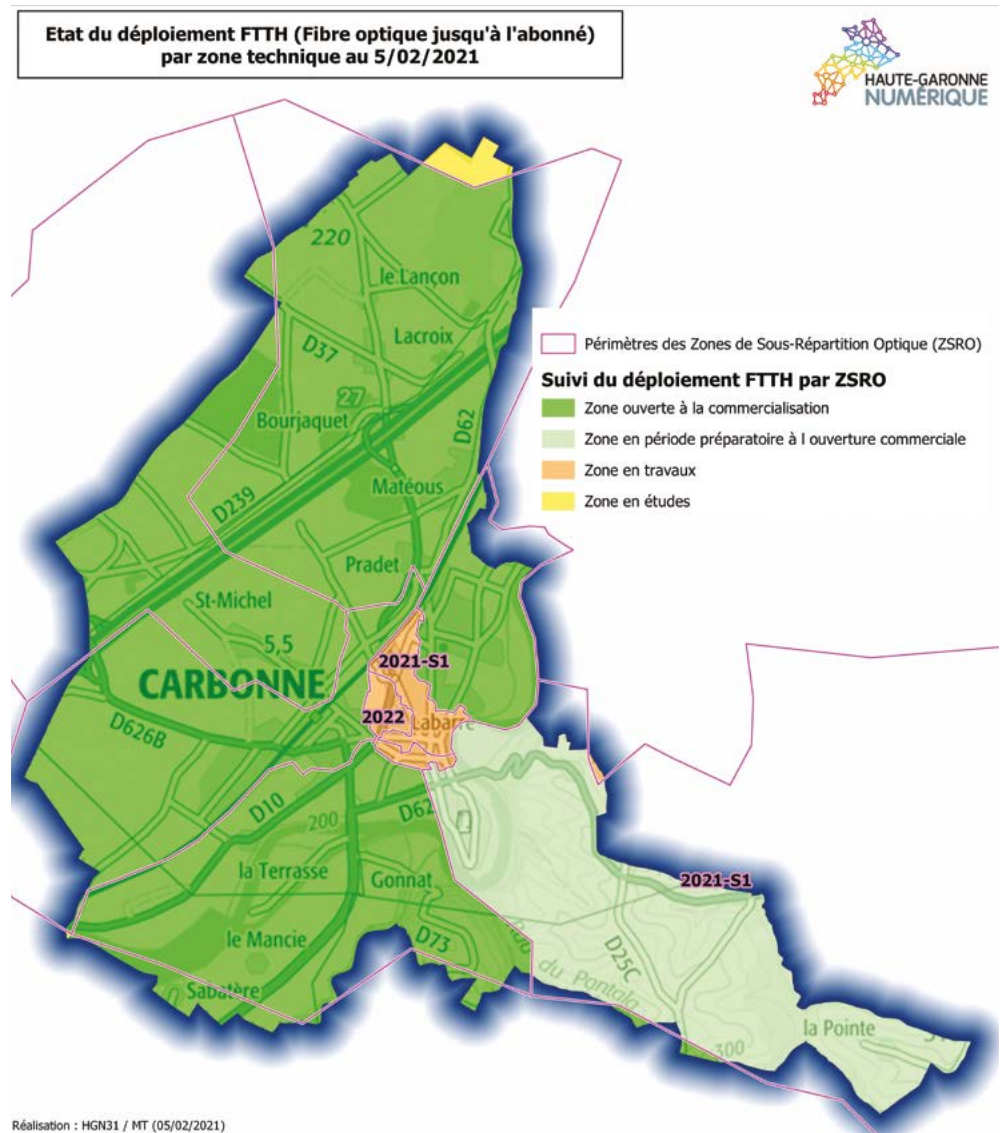 Etat du déploiement FTTH (Fibre optique jusqu'à l'abonné)
par zone technique au 5/02/2021
HAUTE-GARONNE
NUMÉRIQUE
220
le Lançon
Lacroix
D37
27
Bourjaquet
D62
Matéous
D239
Pradet
St-Michel
5,5
2021-S1
CARBONNE
2022
Labarre
D626B
D10
D62
200
la Terrasse
Gonnat
2021-S1
le Mancie
D73
D25C
du Pantala
Sabatère
la Pointe
300
Périmètres des Zones de Sous-Répartition Optique (ZSRO)
Suivi du déploiement FTTH par ZSRO
Zone ouverte à la commercialisation
Zone en période préparatoire à l ouverture commerciale
Zone en travaux
Zone en études
Réalisation : HGN31 / MT (05/02/2021)